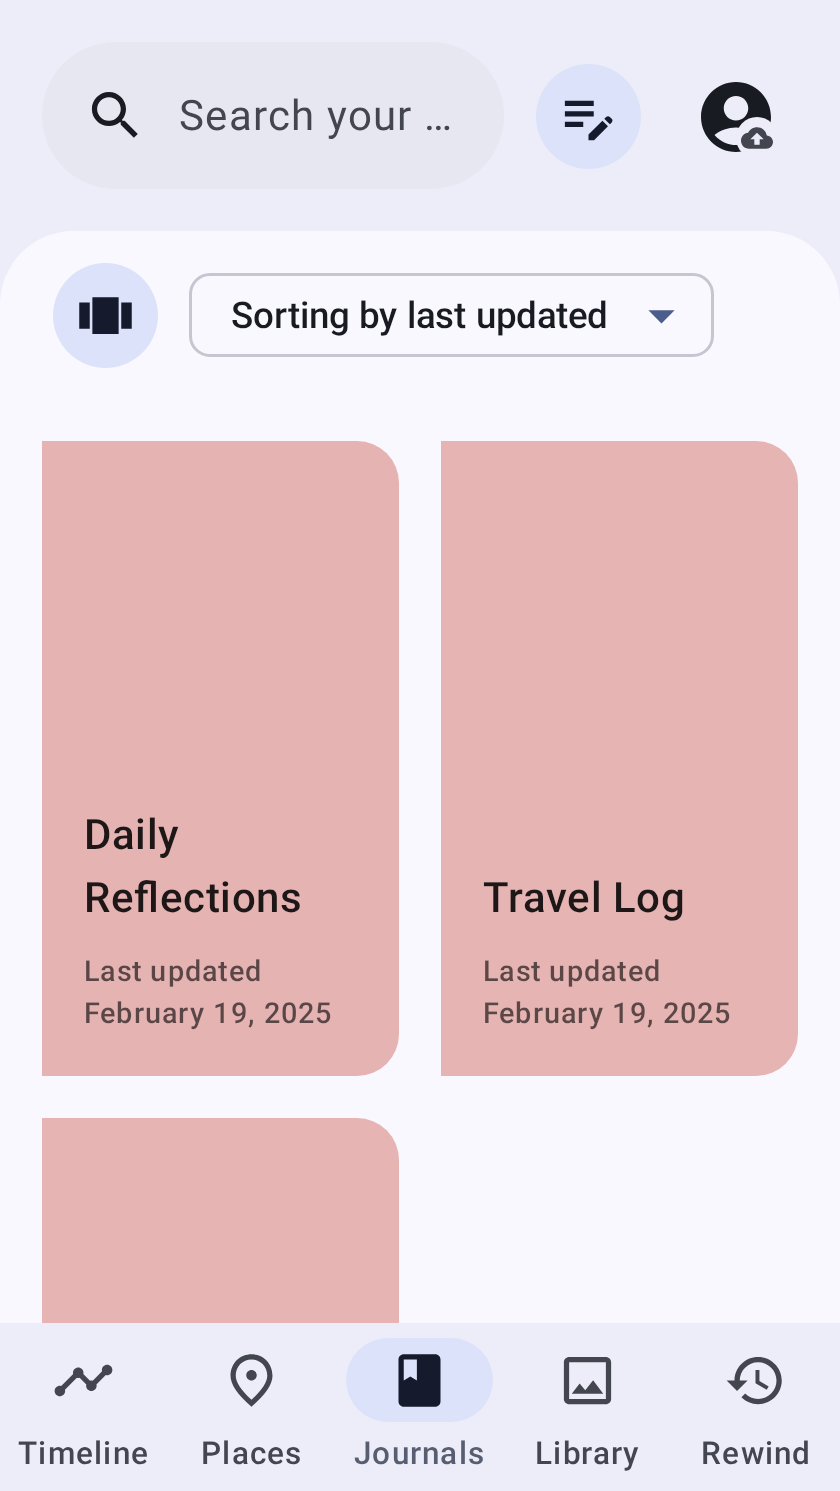 Search your …
Sorting by last updated
Daily
Reflections
Last updated
February 19, 2025
Travel Log
Last updated
February 19, 2025
Timeline
Places
Journals
Library
Rewind